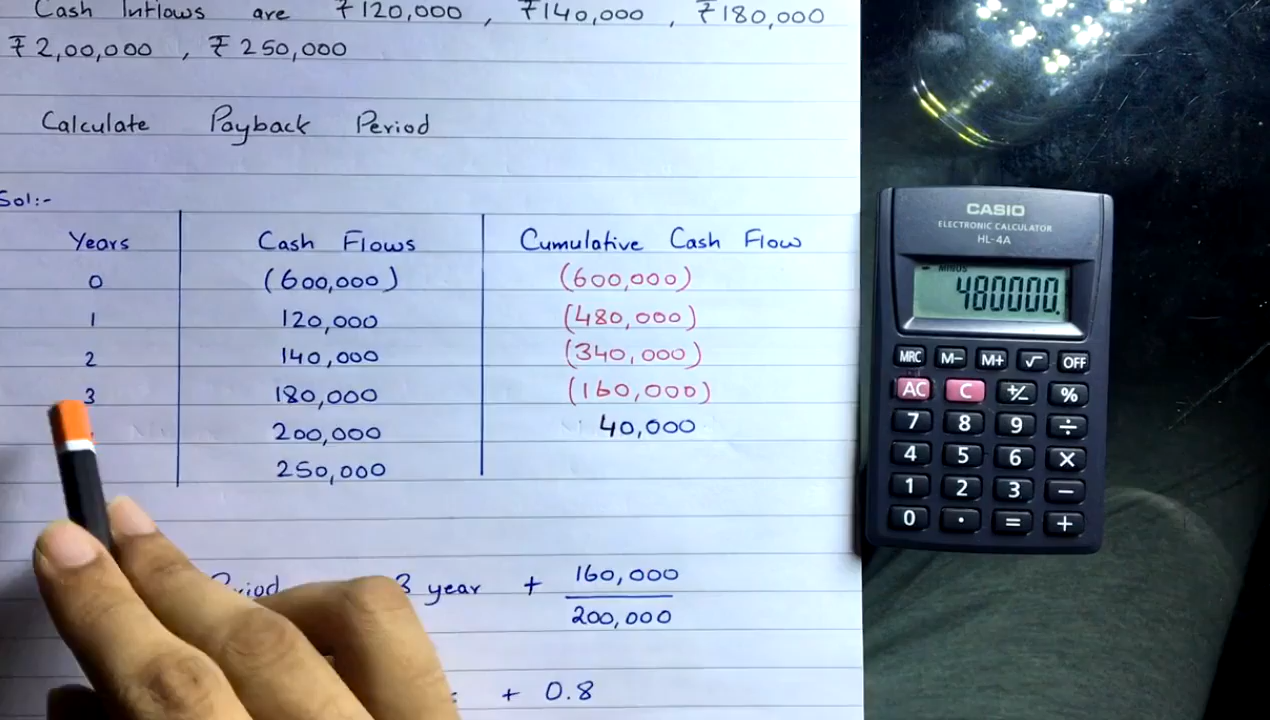 Cash Inflows are ₹120,000 , ₹140,000 , ₹180,000
₹2,00,000 , ₹250,000
Calculate Payback Period
Sol:-
Years Cash Flows Cumulative Cash Flow
0 (600,000) (600,000)
1 120,000 (480,000)
2 140,000 (340,000)
3 180,000 (160,000)
200,000 40,000
250,000
3 year + 160,000
200,000
+ 0.8
CASIO
ELECTRONIC CALCULATOR
HL-4A
MINUS
- 480000.
MRC M- M+ √ OFF
AC C +/- %
7 8 9 ÷
4 5 6 ×
1 2 3 −
0 · = +